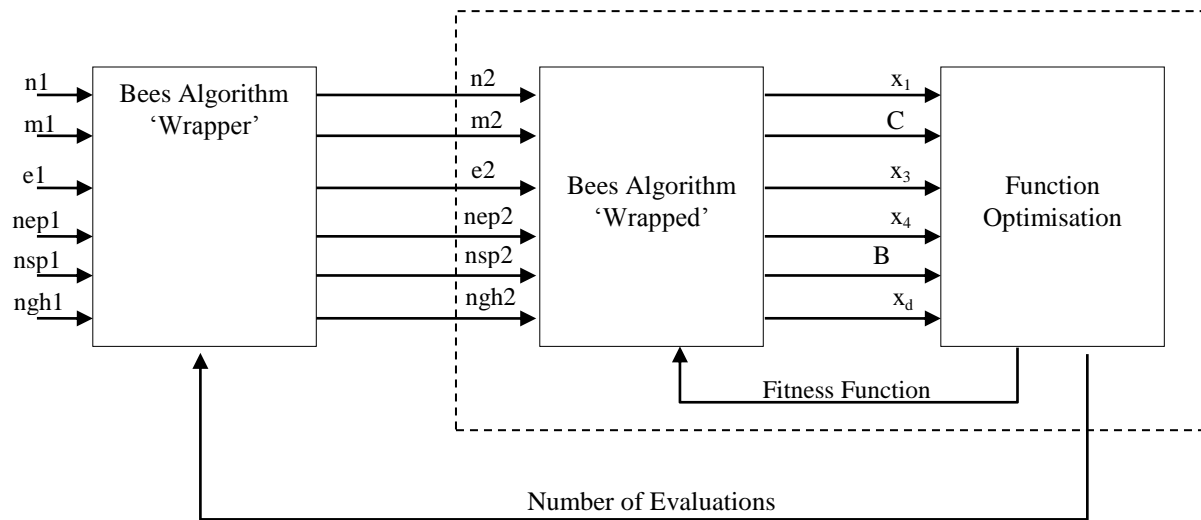 n1
m1
e1
nep1
nsp1
ngh1
Bees Algorithm
‘Wrapper’
n2
m2
e2
nep2
nsp2
ngh2
Bees Algorithm
‘Wrapped’
x₁
C
x₃
x₄
B
x_d
Function
Optimisation
Fitness Function
Number of Evaluations